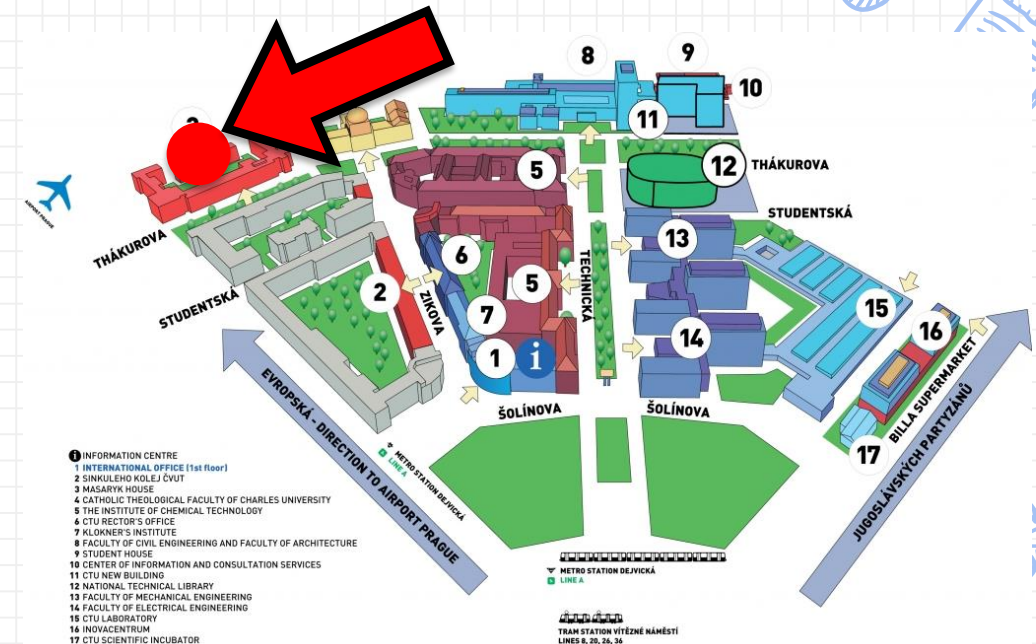 8
9
10
3
11
5
12
THÁKUROVA
AIRPORT PRAGUE
STUDENTSKÁ
13
THÁKUROVA
6
TECHNICKÁ
5
2
ZIKOVA
STUDENTSKÁ
15
7
16
14
1
i
BILLA SUPERMARKET
ŠOLÍNOVA
ŠOLÍNOVA
17
EVROPSKÁ - DIRECTION TO AIRPORT PRAGUE
JUGOSLÁVSKÝCH PARTYZÁNŮ
METRO STATION DEJVICKÁ
LINE A
i INFORMATION CENTRE
1 INTERNATIONAL OFFICE (1st floor)
2 SINKULEHO KOLEJ ČVUT
3 MASARYK HOUSE
4 CATHOLIC THEOLOGICAL FACULTY OF CHARLES UNIVERSITY
5 THE INSTITUTE OF CHEMICAL TECHNOLOGY
6 CTU RECTOR'S OFFICE
7 KLOKNER'S INSTITUTE
8 FACULTY OF CIVIL ENGINEERING AND FACULTY OF ARCHITECTURE
9 STUDENT HOUSE
10 CENTER OF INFORMATION AND CONSULTATION SERVICES
11 CTU NEW BUILDING
12 NATIONAL TECHNICAL LIBRARY
13 FACULTY OF MECHANICAL ENGINEERING
14 FACULTY OF ELECTRICAL ENGINEERING
15 CTU LABORATORY
16 INOVACENTRUM
17 CTU SCIENTIFIC INCUBATOR
METRO STATION DEJVICKÁ
LINE A
TRAM STATION VÍTĚZNÉ NÁMĚSTÍ
LINES 8, 20, 26, 36